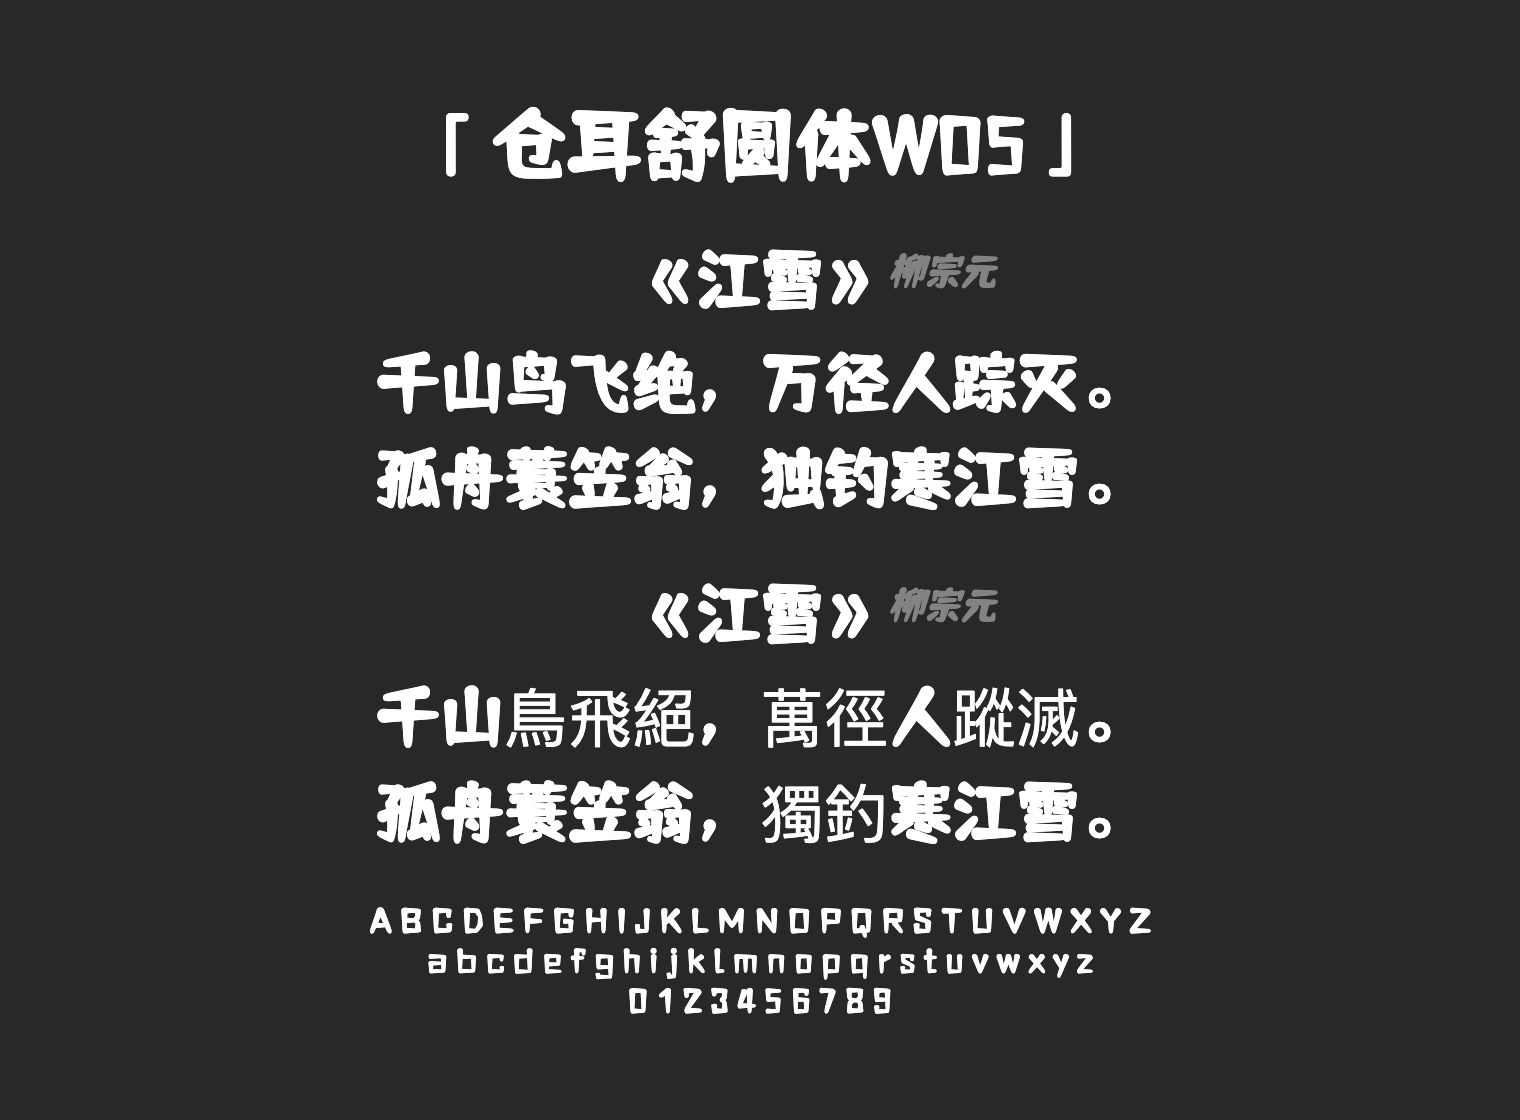 「仓耳舒圆体W05」
《江雪》柳宗元
千山鸟飞绝，万径人踪灭。
孤舟蓑笠翁，独钓寒江雪。
《江雪》柳宗元
千山鳥飛絕，萬徑人蹤滅。
孤舟蓑笠翁，獨釣寒江雪。
ABCDEFGHIJKLMNOPQRSTUVWXYZ
abcdefghijklmnopqrstuvwxyz
0123456789